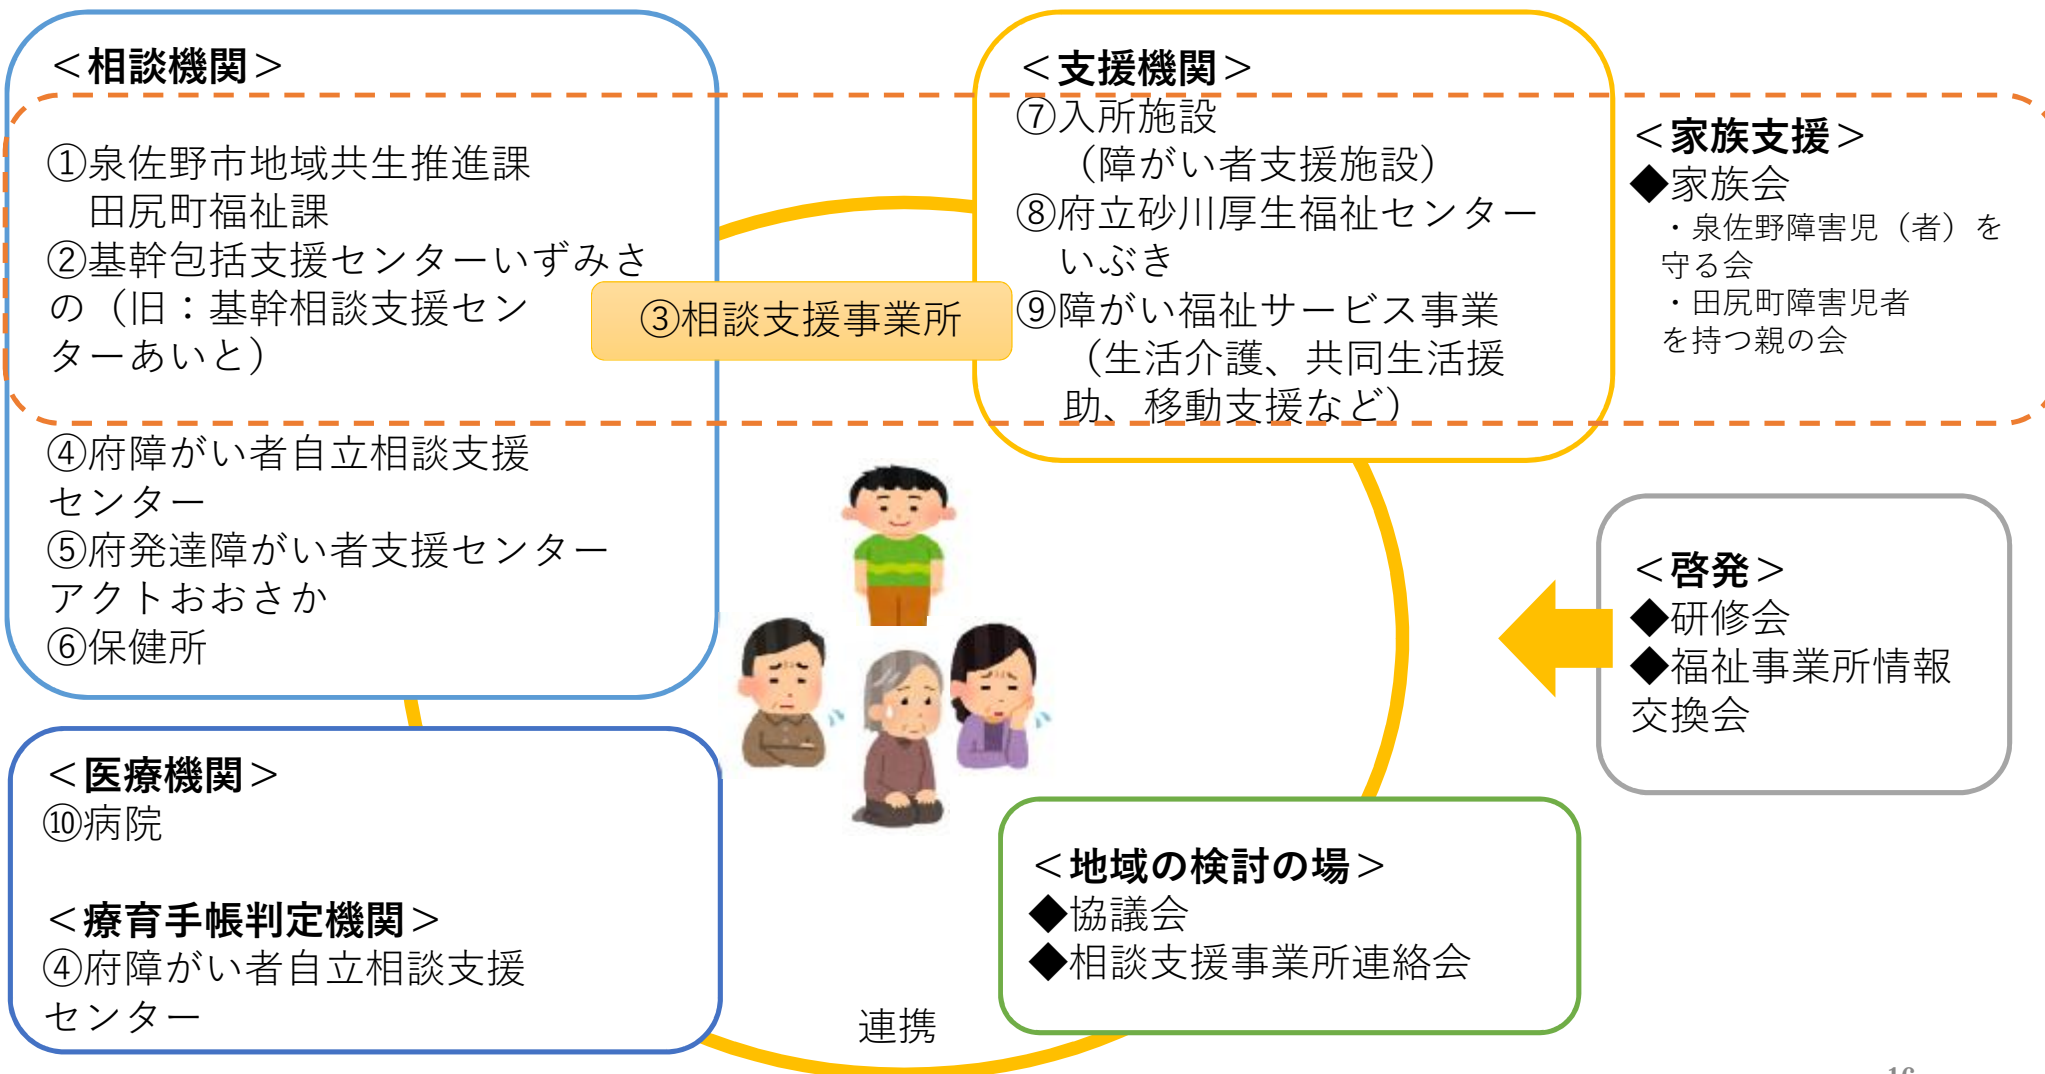 ＜相談機関＞
①泉佐野市地域共生推進課
田尻町福祉課
②基幹包括支援センターいずみさ
の（旧：基幹相談支援セン
ターあいと）
③相談支援事業所
④府障がい者自立相談支援
センター
⑤府発達障がい者支援センター
アクトおおさか
⑥保健所
＜支援機関＞
⑦入所施設
（障がい者支援施設）
⑧府立砂川厚生福祉センター
いぶき
⑨障がい福祉サービス事業
（生活介護、共同生活援
助、移動支援など）
＜家族支援＞
◆家族会
・泉佐野障害児（者）を
守る会
・田尻町障害児者
を持つ親の会
＜啓発＞
◆研修会
◆福祉事業所情報
交換会
＜医療機関＞
⑩病院
＜療育手帳判定機関＞
④府障がい者自立相談支援
センター
＜地域の検討の場＞
◆協議会
◆相談支援事業所連絡会
連携
16